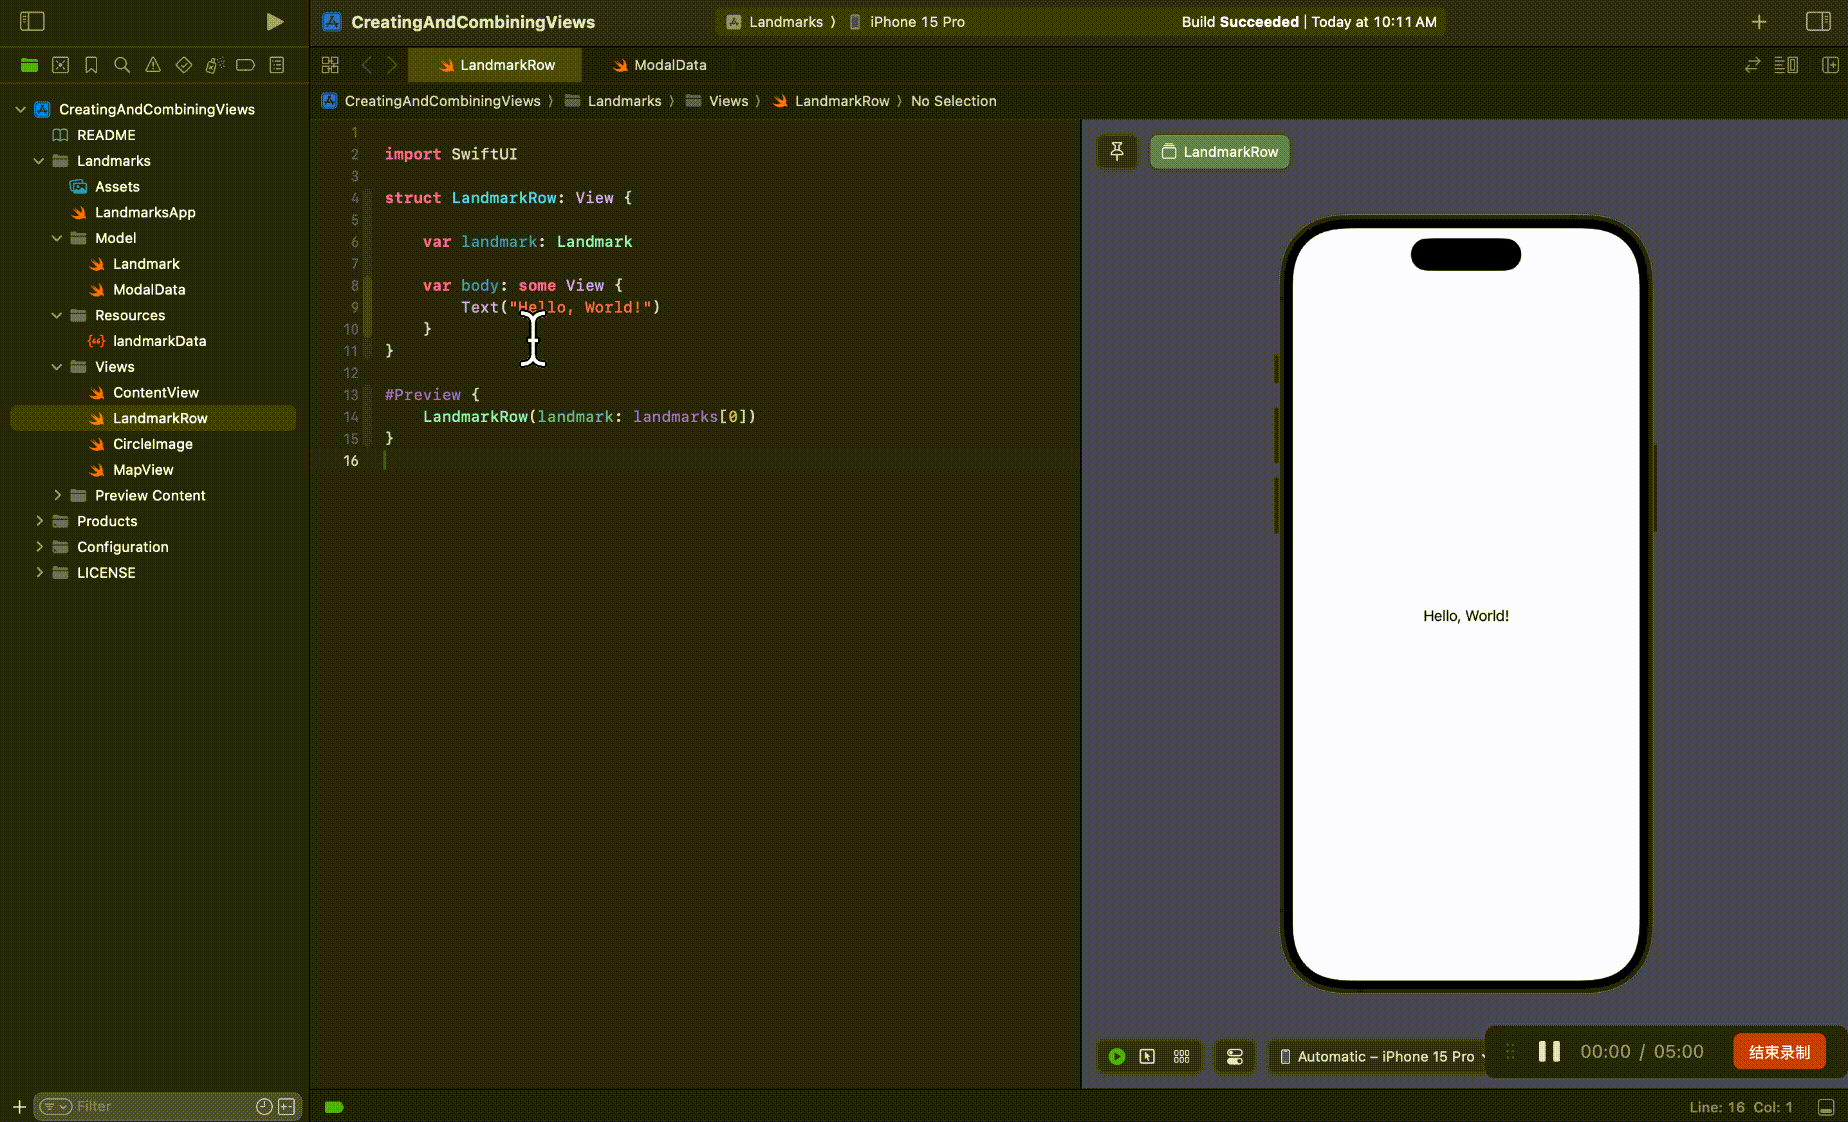 CreatingAndCombiningViews
Landmarks 〉 iPhone 15 Pro
Build Succeeded | Today at 10:11 AM
LandmarkRow
ModalData
CreatingAndCombiningViews 〉 Landmarks 〉 Views 〉 LandmarkRow 〉 No Selection
CreatingAndCombiningViews
README
Landmarks
Assets
LandmarksApp
Model
Landmark
ModalData
Resources
landmarkData
Views
ContentView
LandmarkRow
CircleImage
MapView
Preview Content
Products
Configuration
LICENSE
Filter
1
2 import SwiftUI
3
4 struct LandmarkRow: View {
5
6 var landmark: Landmark
7
8 var body: some View {
9 Text("Hello, World!")
10 }
11 }
12
13 #Preview {
14 LandmarkRow(landmark: landmarks[0])
15 }
16
LandmarkRow
Hello, World!
Automatic – iPhone 15 Pro
00:00 / 05:00
结束录制
Line: 16 Col: 1